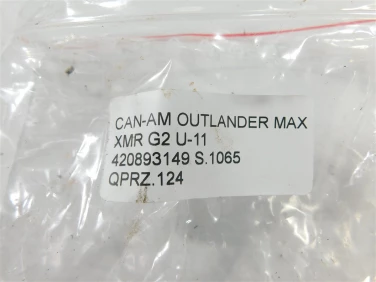 CAN-AM OUTLANDER MAX
XMR G2 U-11
420893149 S.1065
QPRZ.124